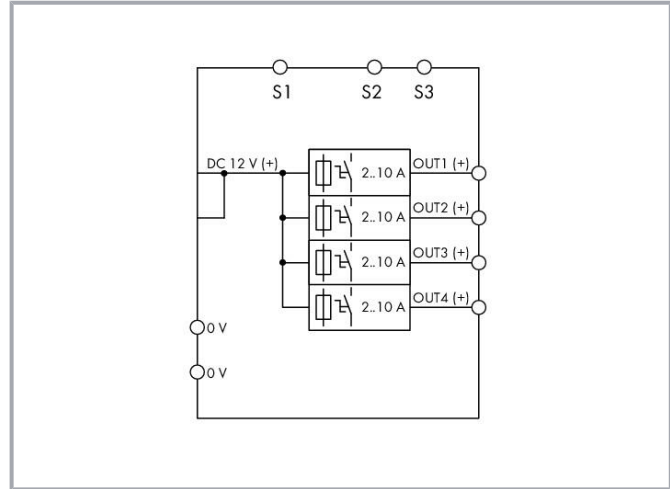 S1 S2 S3
DC 12 V (+) 2..10 A OUT1 (+)
2..10 A OUT2 (+)
2..10 A OUT3 (+)
2..10 A OUT4 (+)
0 V
0 V